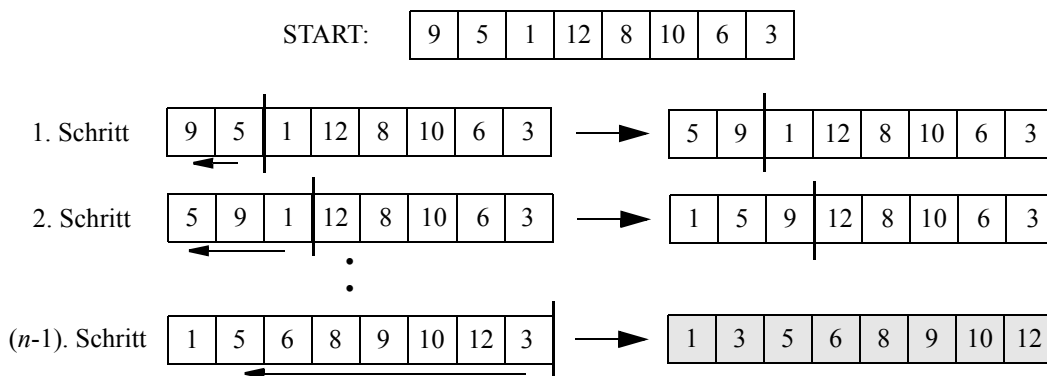 START: 9 5 1 12 8 10 6 3
1. Schritt 9 5 1 12 8 10 6 3 5 9 1 12 8 10 6 3
2. Schritt 5 9 1 12 8 10 6 3 1 5 9 12 8 10 6 3
(n-1). Schritt 1 5 6 8 9 10 12 3 1 3 5 6 8 9 10 12